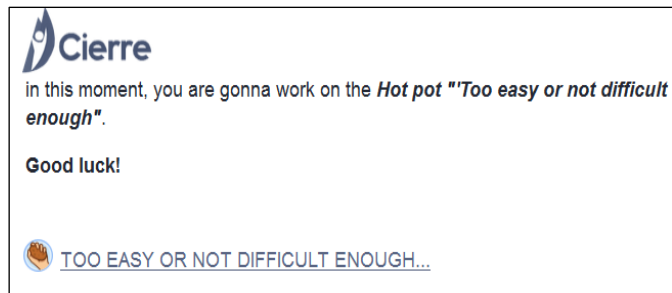 Cierre
in this moment, you are gonna work on the Hot pot "'Too easy or not difficult
enough".
Good luck!
TOO EASY OR NOT DIFFICULT ENOUGH...